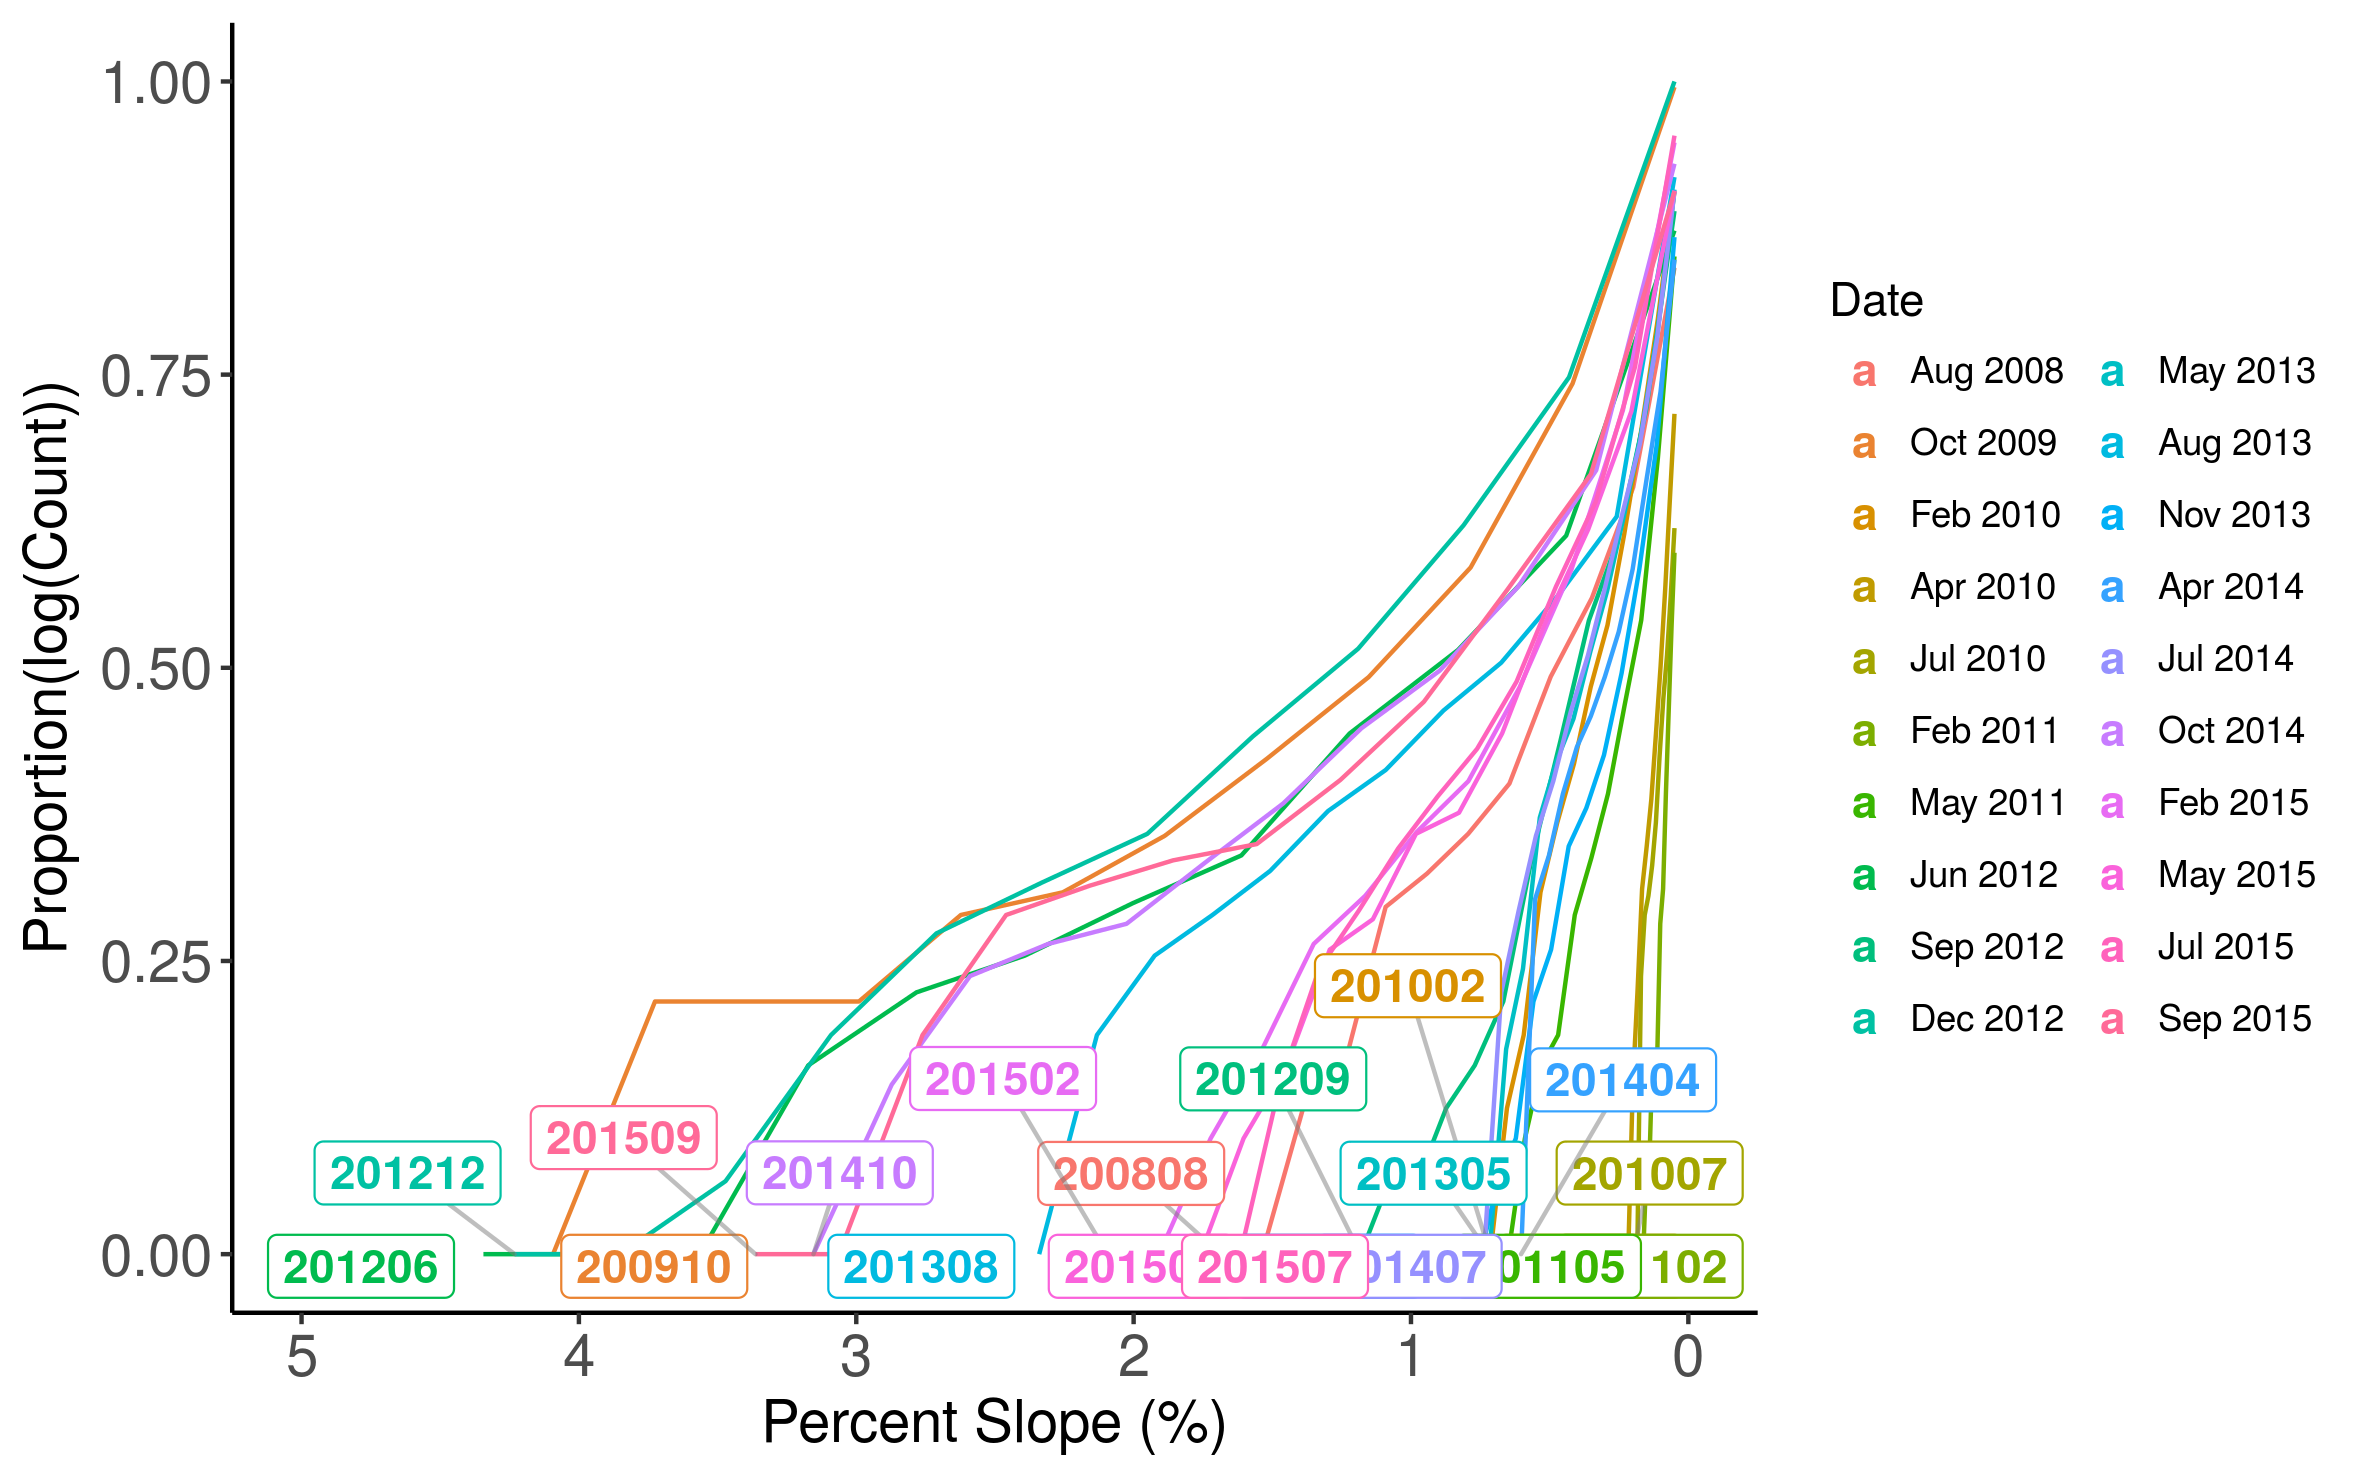 Proportion(log(Count))
1.00
0.75
0.50
0.25
0.00
201002
201502
201209
201404
201509
201212
201410
200808
201305
201007
201206
200910
201308
20150
201507
01407
01105
102
5 4 3 2 1 0
Percent Slope (%)
Date
a Aug 2008 a May 2013
a Oct 2009 a Aug 2013
a Feb 2010 a Nov 2013
a Apr 2010 a Apr 2014
a Jul 2010 a Jul 2014
a Feb 2011 a Oct 2014
a May 2011 a Feb 2015
a Jun 2012 a May 2015
a Sep 2012 a Jul 2015
a Dec 2012 a Sep 2015